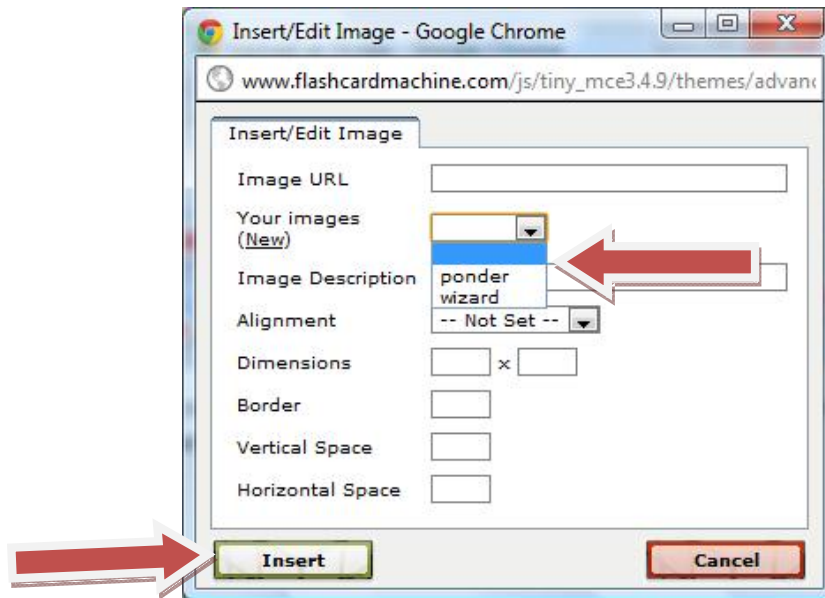 Insert/Edit Image - Google Chrome
www.flashcardmachine.com/js/tiny_mce3.4.9/themes/advanc
Insert/Edit Image
Image URL
Your images
(New)
Image Description
ponder
wizard
Alignment
-- Not Set --
Dimensions
x
Border
Vertical Space
Horizontal Space
Insert
Cancel